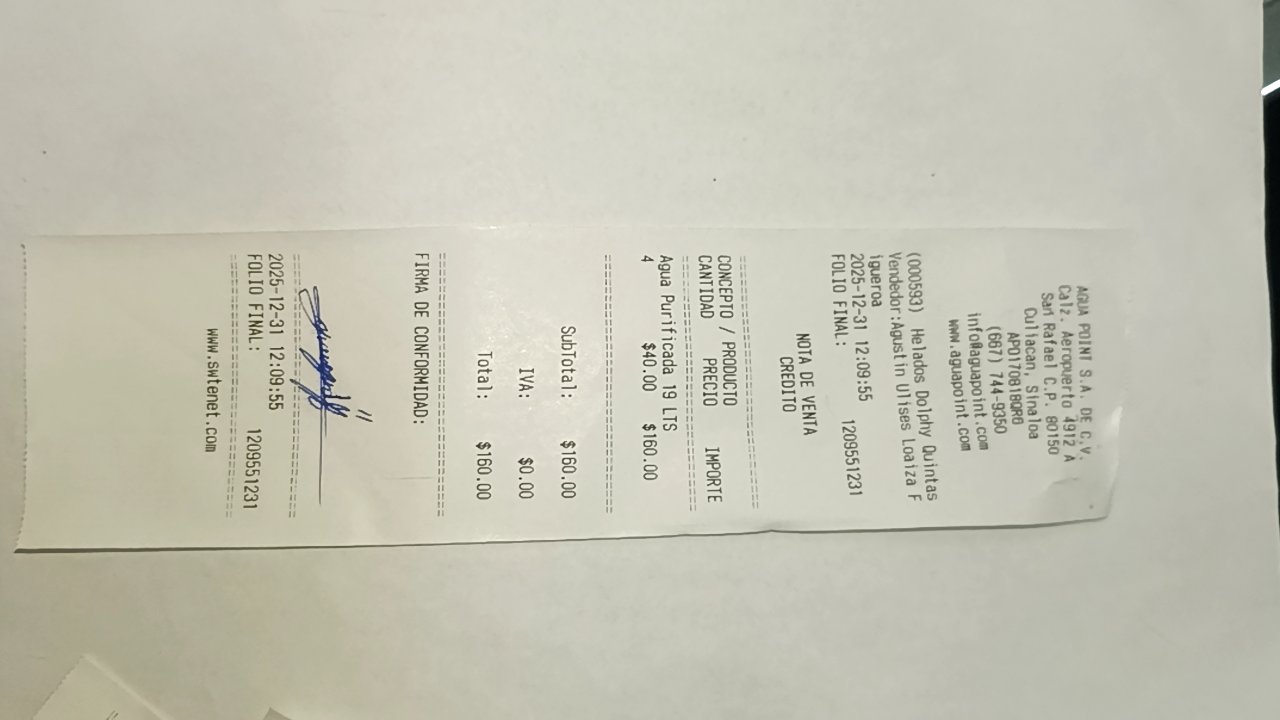 AGUA POINT S.A. DE C.V.
Calz. Aeropuerto 4912 A
San Rafael C.P. 80150
Culiacan, Sinaloa
APO170818QR6
(667) 744-9350
info@aguapoint.com
www.aguapoint.com
(000593) Helados Dolphy Quintas
Vendedor:Agustin Ulises Loaiza F
igueroa
2025-12-31 12:09:55
FOLIO FINAL: 1209551231
NOTA DE VENTA
CREDITO
CONCEPTO / PRODUCTO
CANTIDAD PRECIO IMPORTE
Agua Purificada 19 LTS
4 $40.00 $160.00
SubTotal: $160.00
IVA: $0.00
Total: $160.00
FIRMA DE CONFORMIDAD:
2025-12-31 12:09:55
FOLIO FINAL: 1209551231
www.swtenet.com